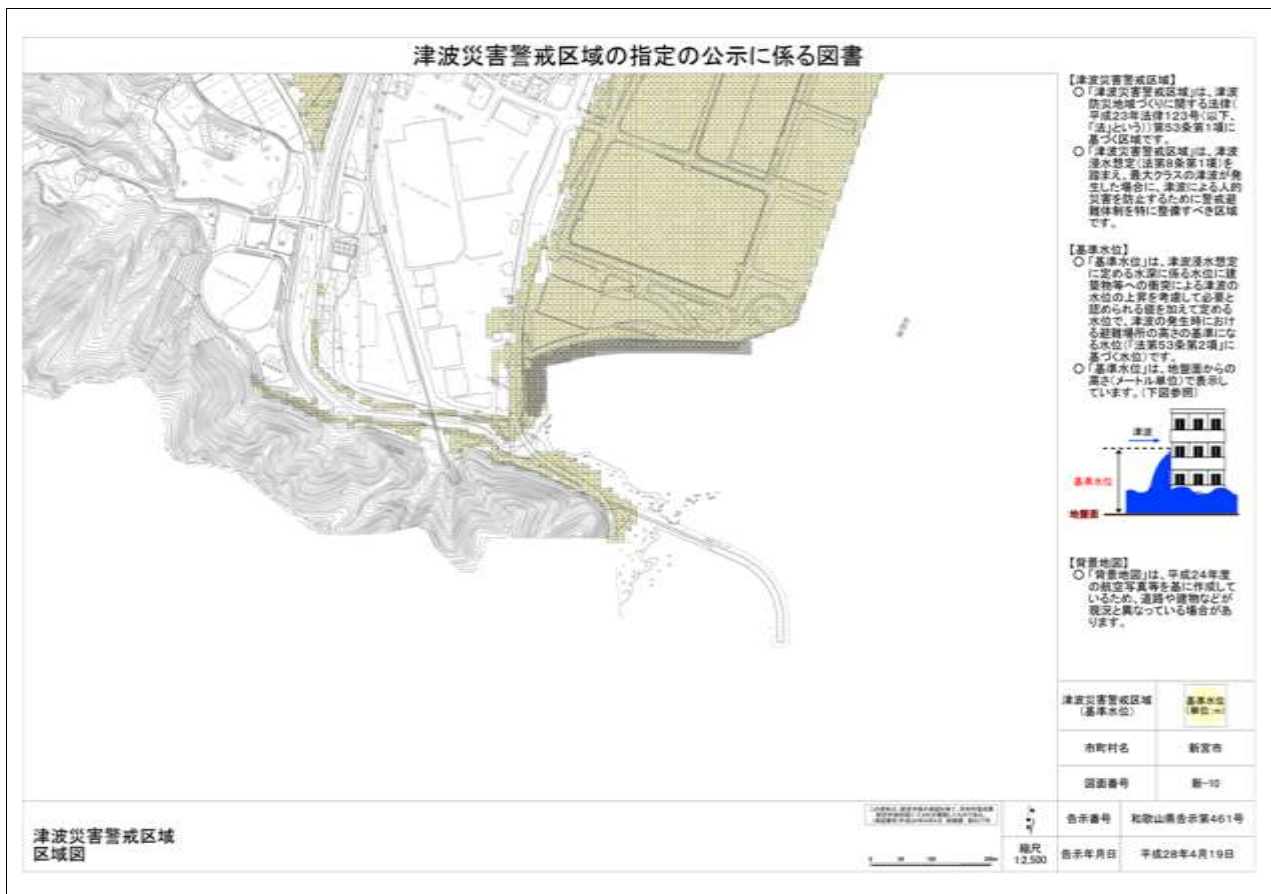 津波災害警戒区域の指定の公示に係る図書
【津波災害警戒区域】
○「津波災害警戒区域」は、津波
防災地域づくりに関する法律(
平成23年法律123号(以下、
「法」という))第53条第1項に
基づく区域です。
○「津波災害警戒区域」は、津波
浸水想定(法第8条第1項)を
踏まえ、最大クラスの津波が発
生した場合に、津波による人的
災害を防止するために警戒避
難体制を特に整備すべき区域
です。
【基準水位】
○「基準水位」は、津波浸水想定
に定める水深に係る水位に建
築物等への衝突による津波の
水位の上昇を考慮して必要と
認められる値を加えて定める
水位で、津波の発生時におけ
る避難場所の高さの基準にな
る水位(「法第53条第2項」に
基づく水位)です。
○「基準水位」は、地盤面からの
高さ(メートル単位)で表示し
ています。(下図参照)
津波
基準水位
地盤面
【背景地図】
○「背景地図」は、平成24年度
の航空写真等を基に作成して
いるため、道路や建物などが
現況と異なっている場合があ
ります。
津波災害警戒区域
(基準水位)
基準水位
(単位:m)
市町村名
新宮市
図面番号
新-10
告示番号
和歌山県告示第461号
告示年月日
平成28年4月19日
縮尺
1:2,500
津波災害警戒区域
区域図